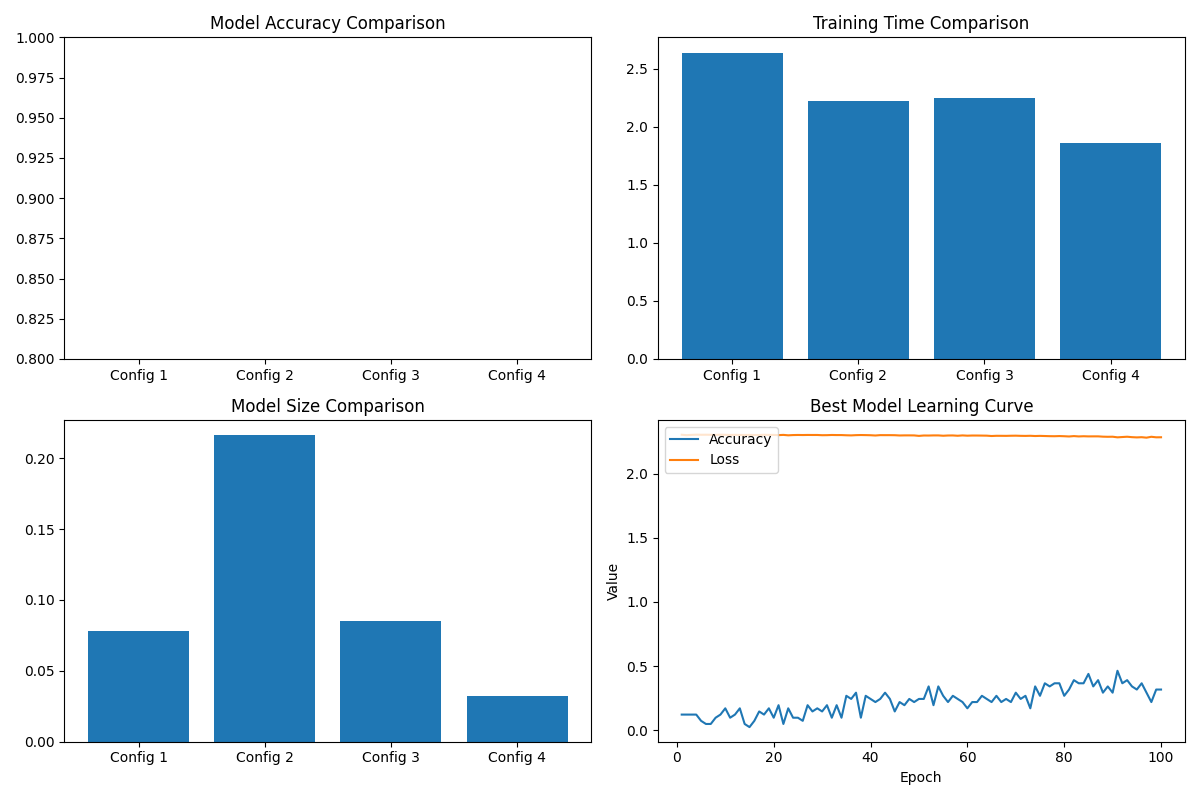 Model Accuracy Comparison
1.000
0.975
0.950
0.925
0.900
0.875
0.850
0.825
0.800
Config 1 Config 2 Config 3 Config 4
Training Time Comparison
2.5
2.0
1.5
1.0
0.5
0.0
Config 1 Config 2 Config 3 Config 4
Model Size Comparison
0.20
0.15
0.10
0.05
0.00
Config 1 Config 2 Config 3 Config 4
Best Model Learning Curve
Accuracy
Loss
Value
2.0
1.5
1.0
0.5
0.0
0 20 40 60 80 100
Epoch